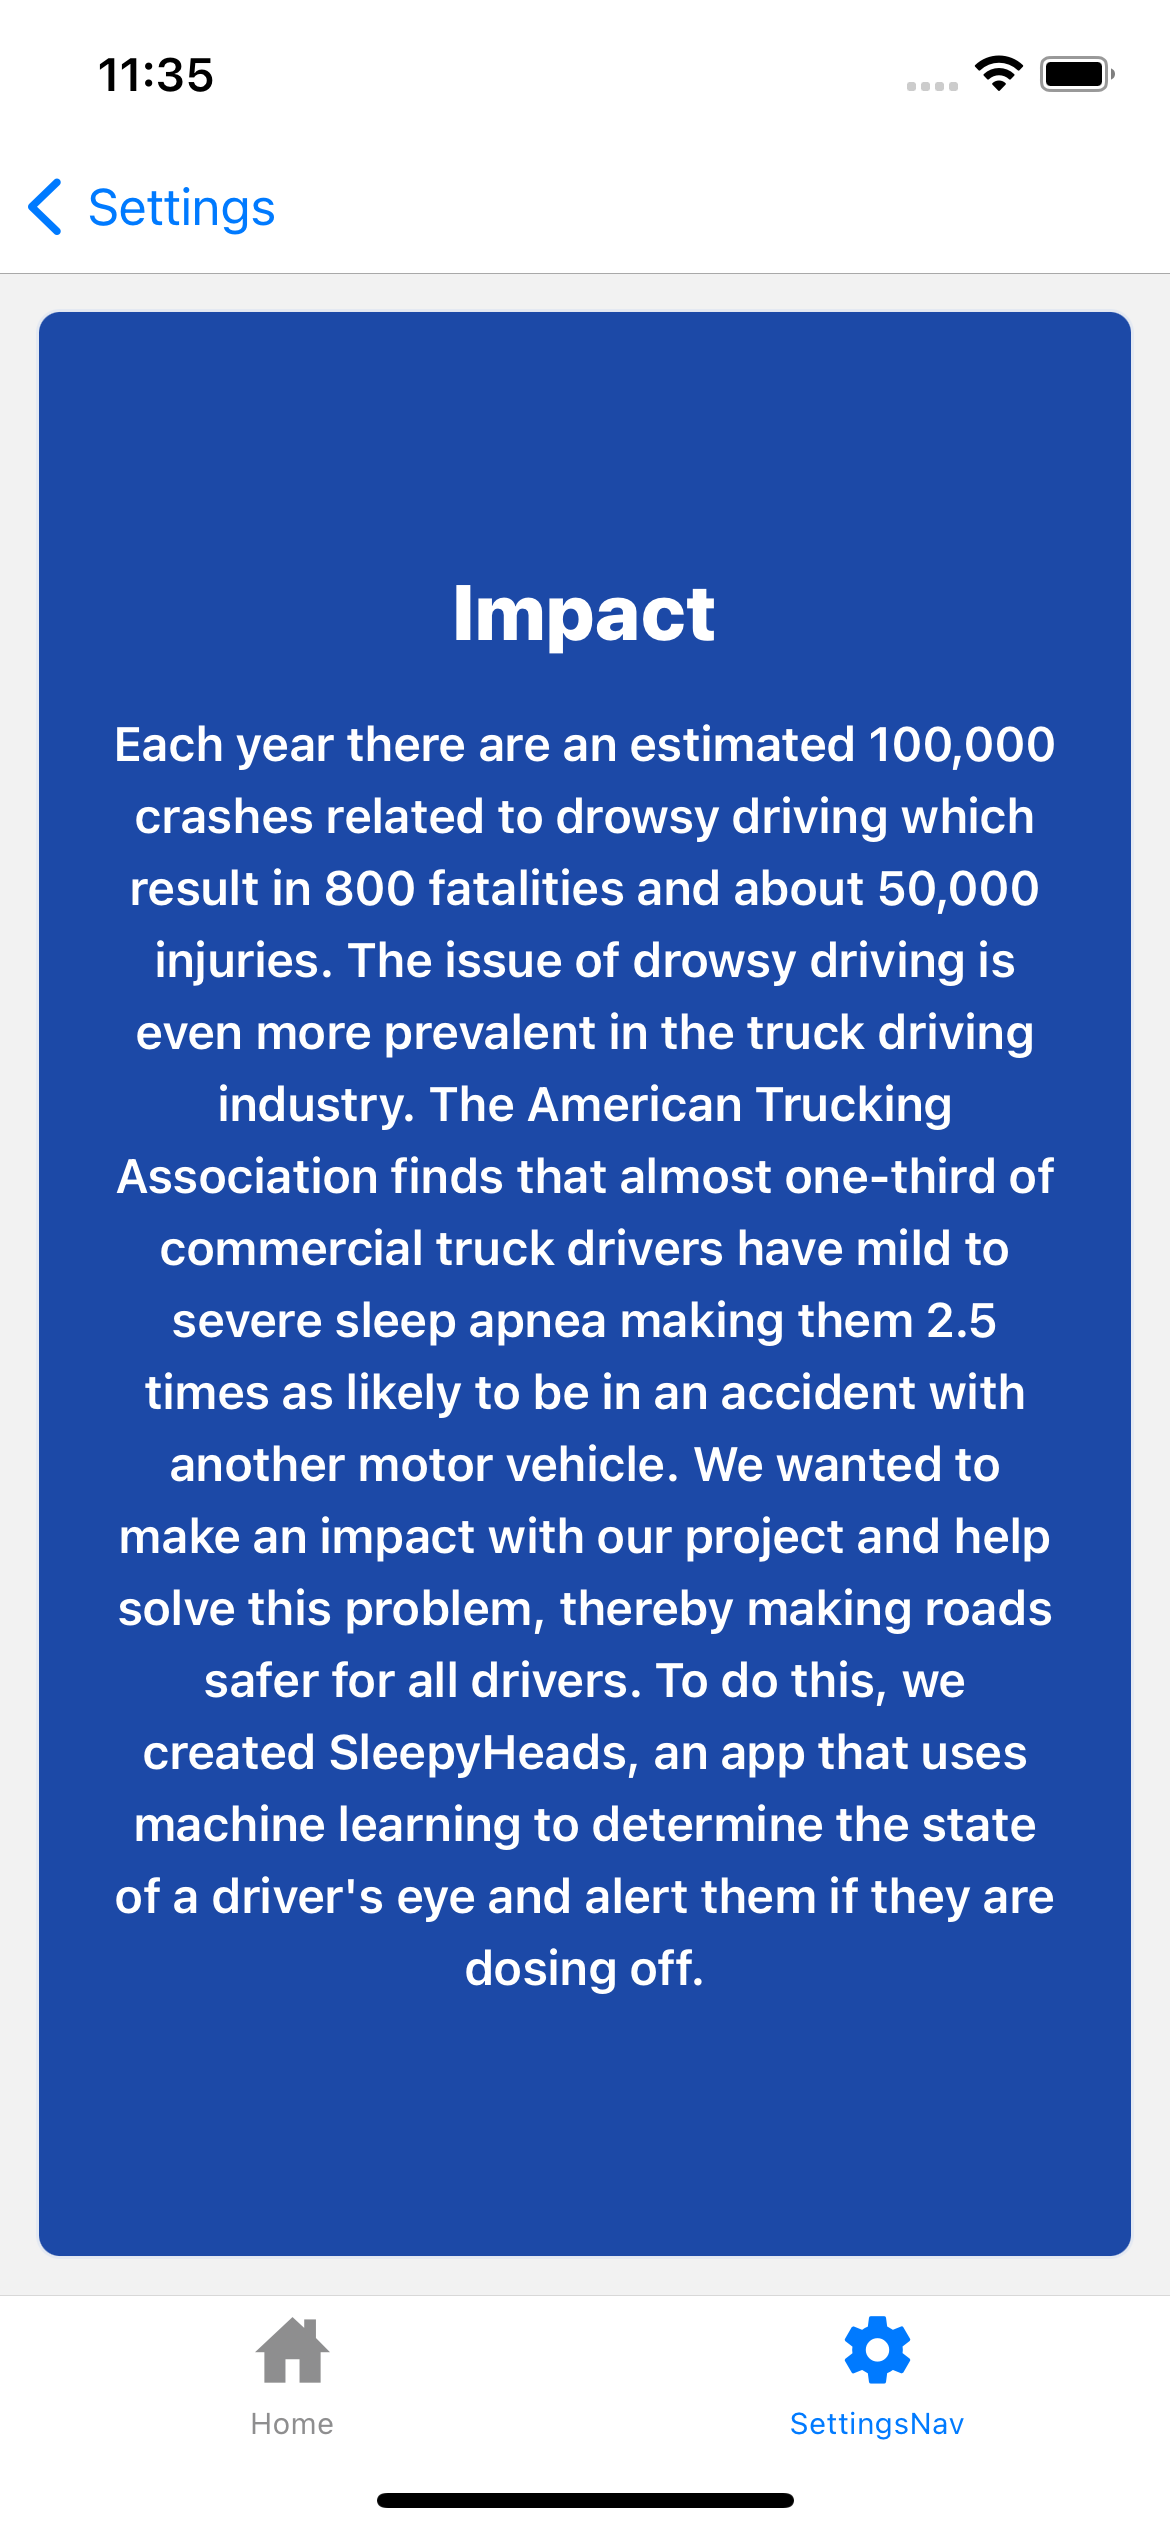 11:35
Settings
Impact
Each year there are an estimated 100,000
crashes related to drowsy driving which
result in 800 fatalities and about 50,000
injuries. The issue of drowsy driving is
even more prevalent in the truck driving
industry. The American Trucking
Association finds that almost one-third of
commercial truck drivers have mild to
severe sleep apnea making them 2.5
times as likely to be in an accident with
another motor vehicle. We wanted to
make an impact with our project and help
solve this problem, thereby making roads
safer for all drivers. To do this, we
created SleepyHeads, an app that uses
machine learning to determine the state
of a driver's eye and alert them if they are
dosing off.
Home
SettingsNav